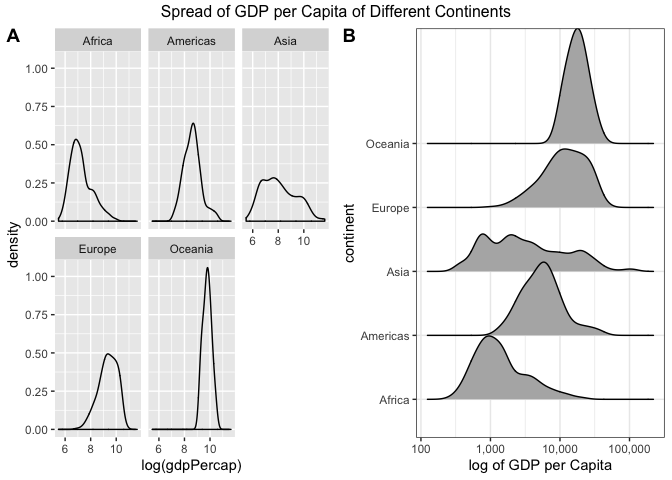 Spread of GDP per Capita of Different Continents
A
Africa Americas Asia
1.00
0.75
0.50
0.25
0.00
6 8 10
Europe Oceania
1.00
0.75
0.50
0.25
0.00
6 8 10 6 8 10
density
log(gdpPercap)
B
Oceania
Europe
Asia
Americas
Africa
continent
100 1,000 10,000 100,000
log of GDP per Capita